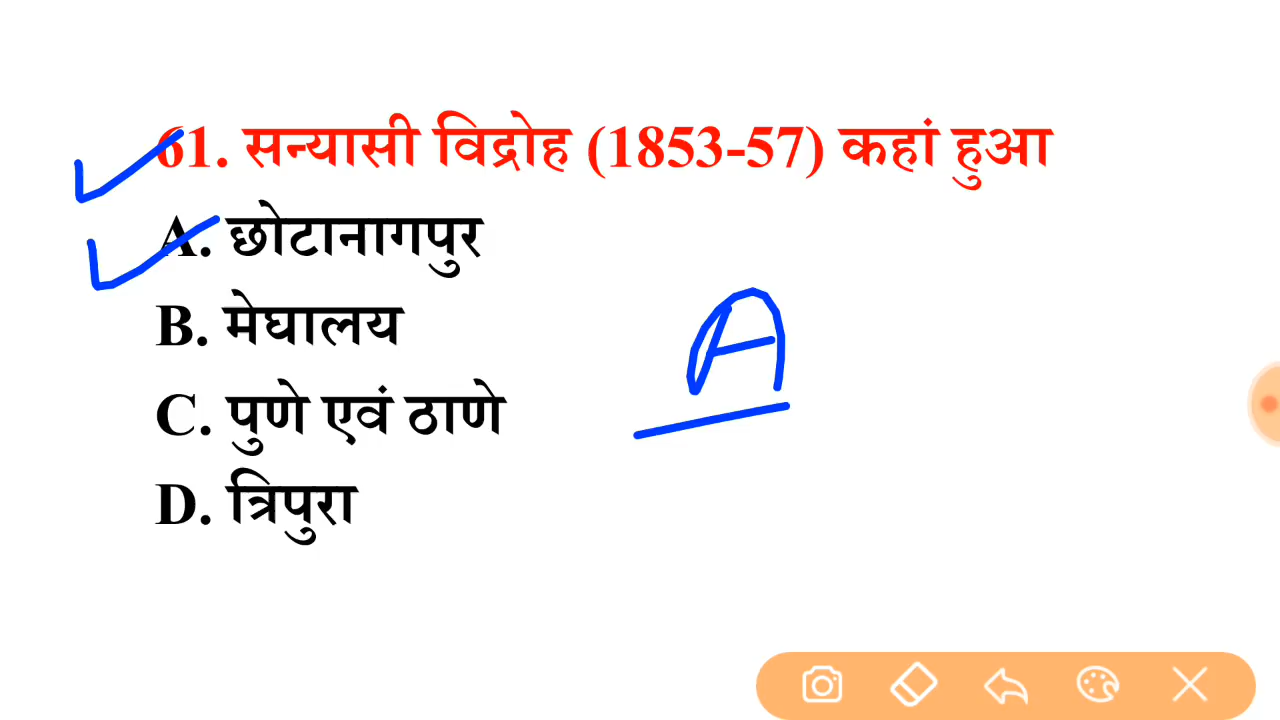 61. सन्यासी विद्रोह (1853-57) कहां हुआ
A. छोटानागपुर
B. मेघालय
A
C. पुणे एवं ठाणे
D. त्रिपुरा